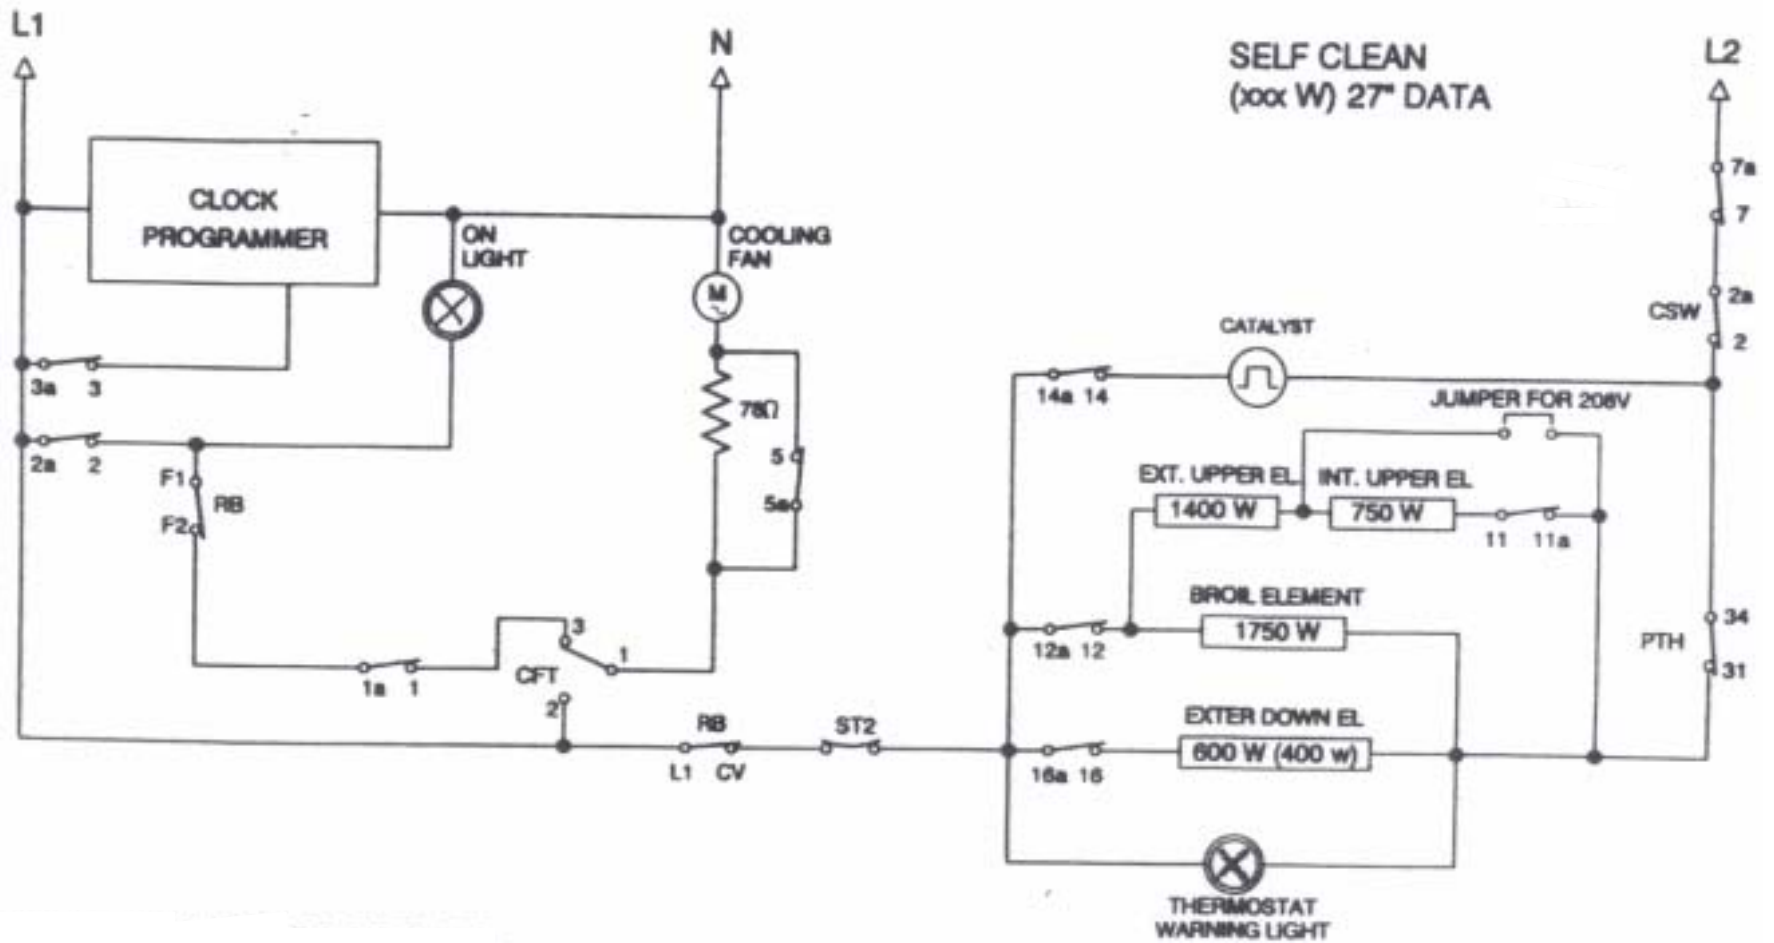 L1
N
SELF CLEAN
(xxx W) 27" DATA
L2
7a
7
CLOCK
PROGRAMMER
ON
LIGHT
COOLING
FAN
M
2a
CSW
2
CATALYST
3a 3
14a 14
JUMPER FOR 208V
78Ω
2a 2
5
F1
RB
EXT. UPPER EL
INT. UPPER EL
5a
1400 W
750 W
F2
11 11a
BROIL ELEMENT
34
3
1750 W
1
12a 12
PTH
CFT
31
1a 1
2
EXTER DOWN EL
RB
ST2
600 W (400 w)
L1 CV
16a 16
THERMOSTAT
WARNING LIGHT